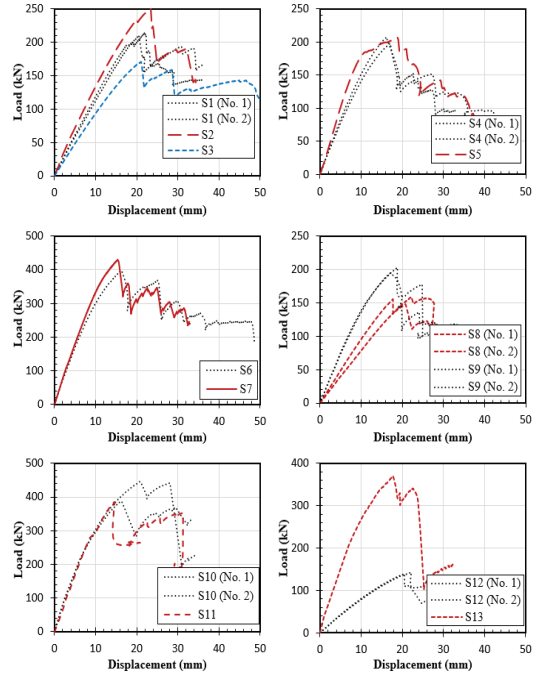 250
200
150
100
50
0
Load (kN)
S1 (No. 1)
S1 (No. 2)
S2
S3
0 10 20 30 40 50
Displacement (mm)
250
200
150
100
50
0
Load (kN)
S4 (No. 1)
S4 (No. 2)
S5
0 10 20 30 40 50
Displacement (mm)
500
400
300
200
100
0
Load (kN)
S6
S7
0 10 20 30 40 50
Displacement (mm)
250
200
150
100
50
0
Load (kN)
S8 (No. 1)
S8 (No. 2)
S9 (No. 1)
S9 (No. 2)
0 10 20 30 40 50
Displacement (mm)
500
400
300
200
100
0
Load (kN)
S10 (No. 1)
S10 (No. 2)
S11
0 10 20 30 40 50
Displacement (mm)
400
300
200
100
0
Load (kN)
S12 (No. 1)
S12 (No. 2)
S13
0 10 20 30 40 50
Displacement (mm)